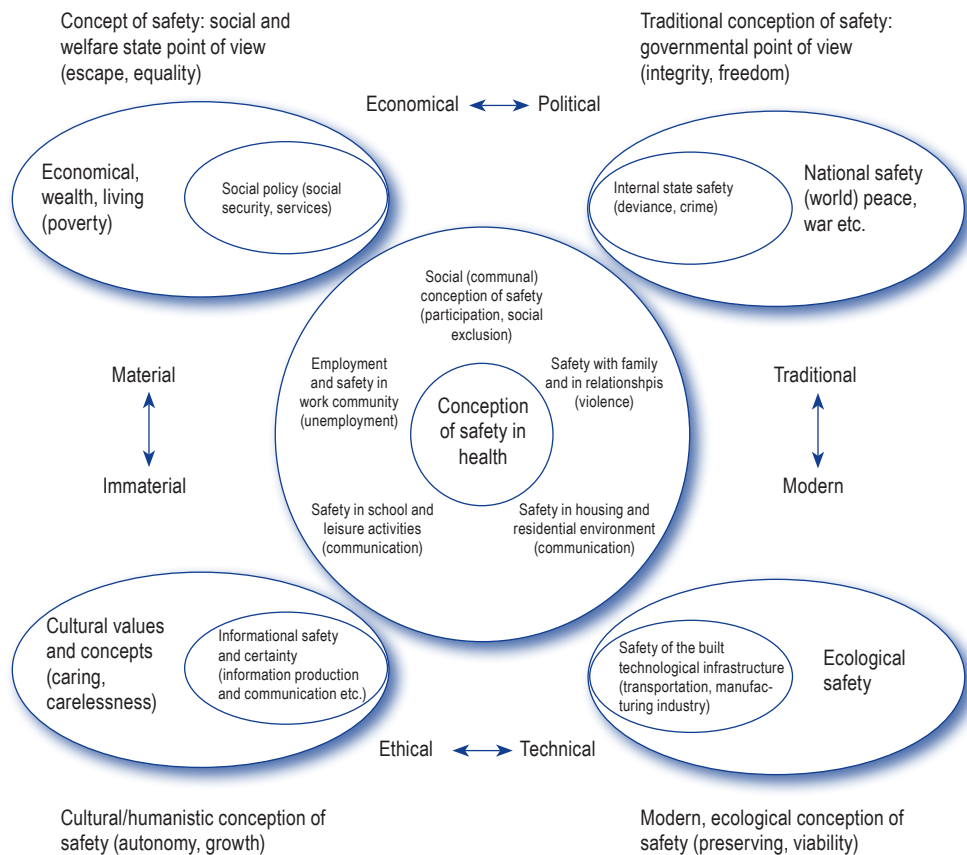 Concept of safety: social and
welfare state point of view
(escape, equality)
Traditional conception of safety:
governmental point of view
(integrity, freedom)
Economical
Political
Economical,
wealth, living
(poverty)
Social policy (social
security, services)
Internal state safety
(deviance, crime)
National safety
(world) peace,
war etc.
Social (communal)
conception of safety
(participation, social
exclusion)
Employment
and safety in
work community
(unemployment)
Safety with family
and in relationshpis
(violence)
Conception
of safety in
health
Material
Immaterial
Traditional
Modern
Safety in school and
leisure activities
(communication)
Safety in housing and
residential environment
(communication)
Cultural values
and concepts
(caring,
carelessness)
Informational safety
and certainty
(information production
and communication etc.)
Safety of the built
technological infrastructure
(transportation, manufac-
turing industry)
Ecological
safety
Ethical
Technical
Cultural/humanistic conception of
safety (autonomy, growth)
Modern, ecological conception of
safety (preserving, viability)